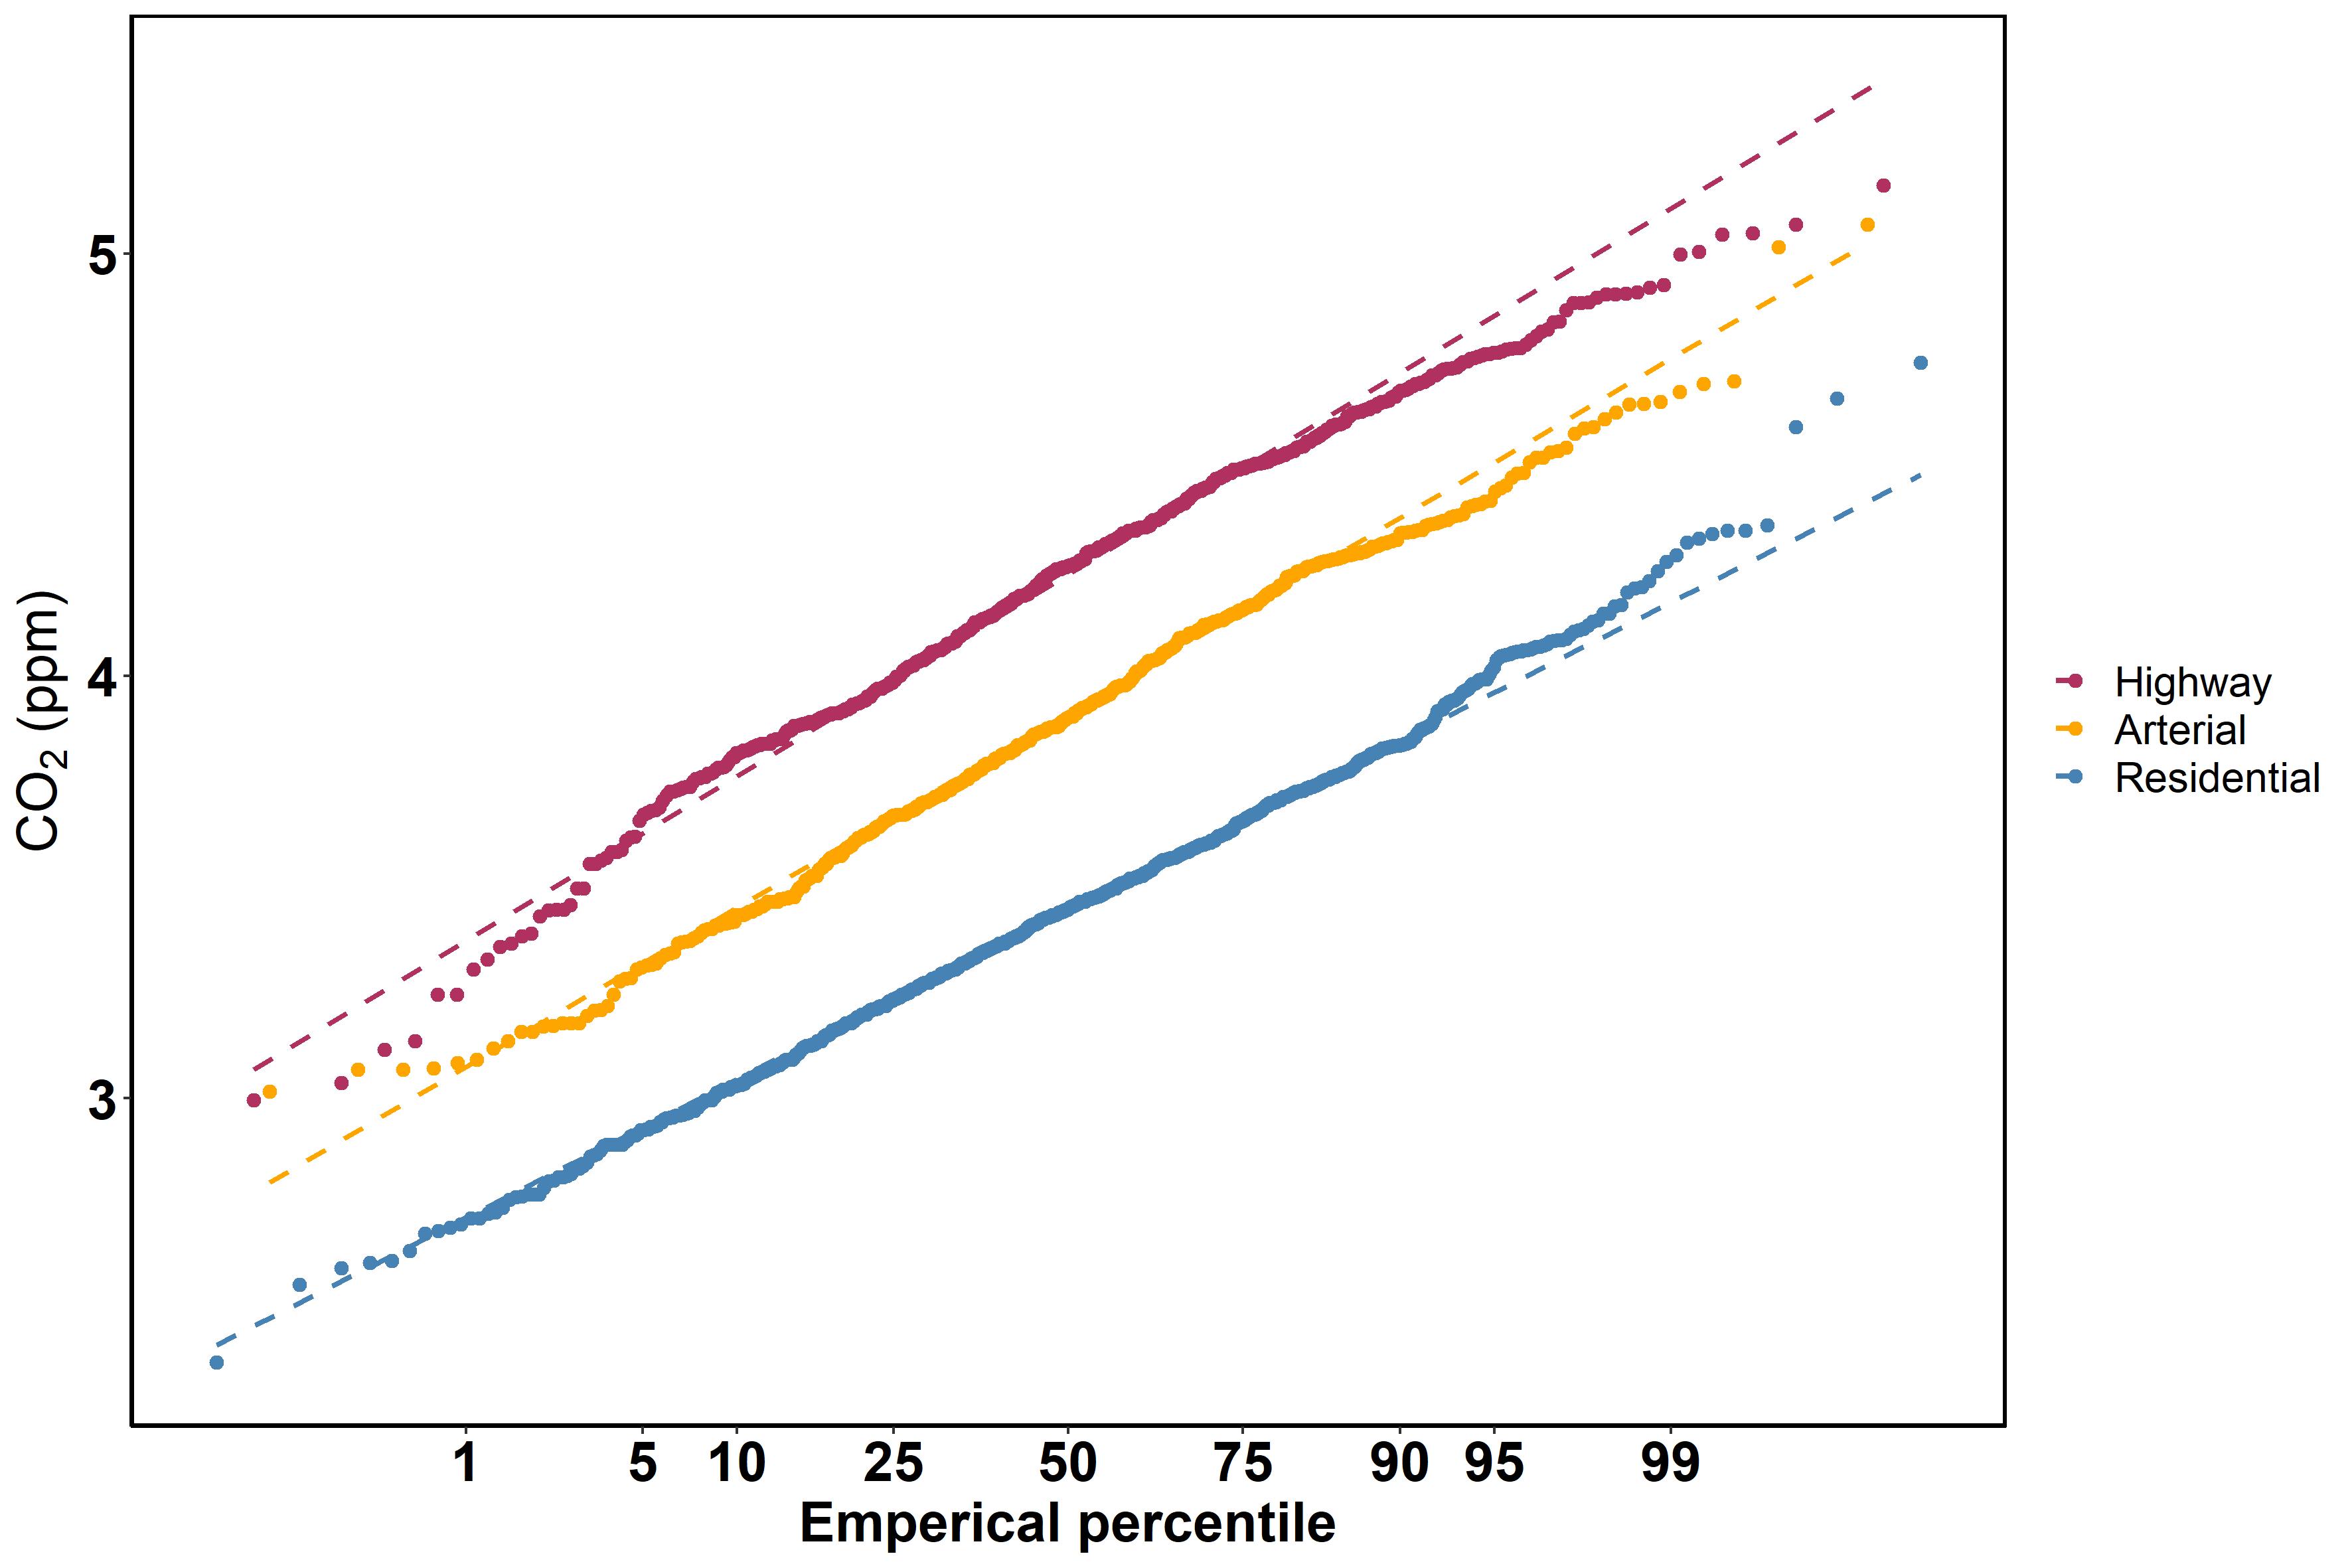 5
4
3
CO₂ (ppm)
1 5 10 25 50 75 90 95 99
Emperical percentile
Highway
Arterial
Residential